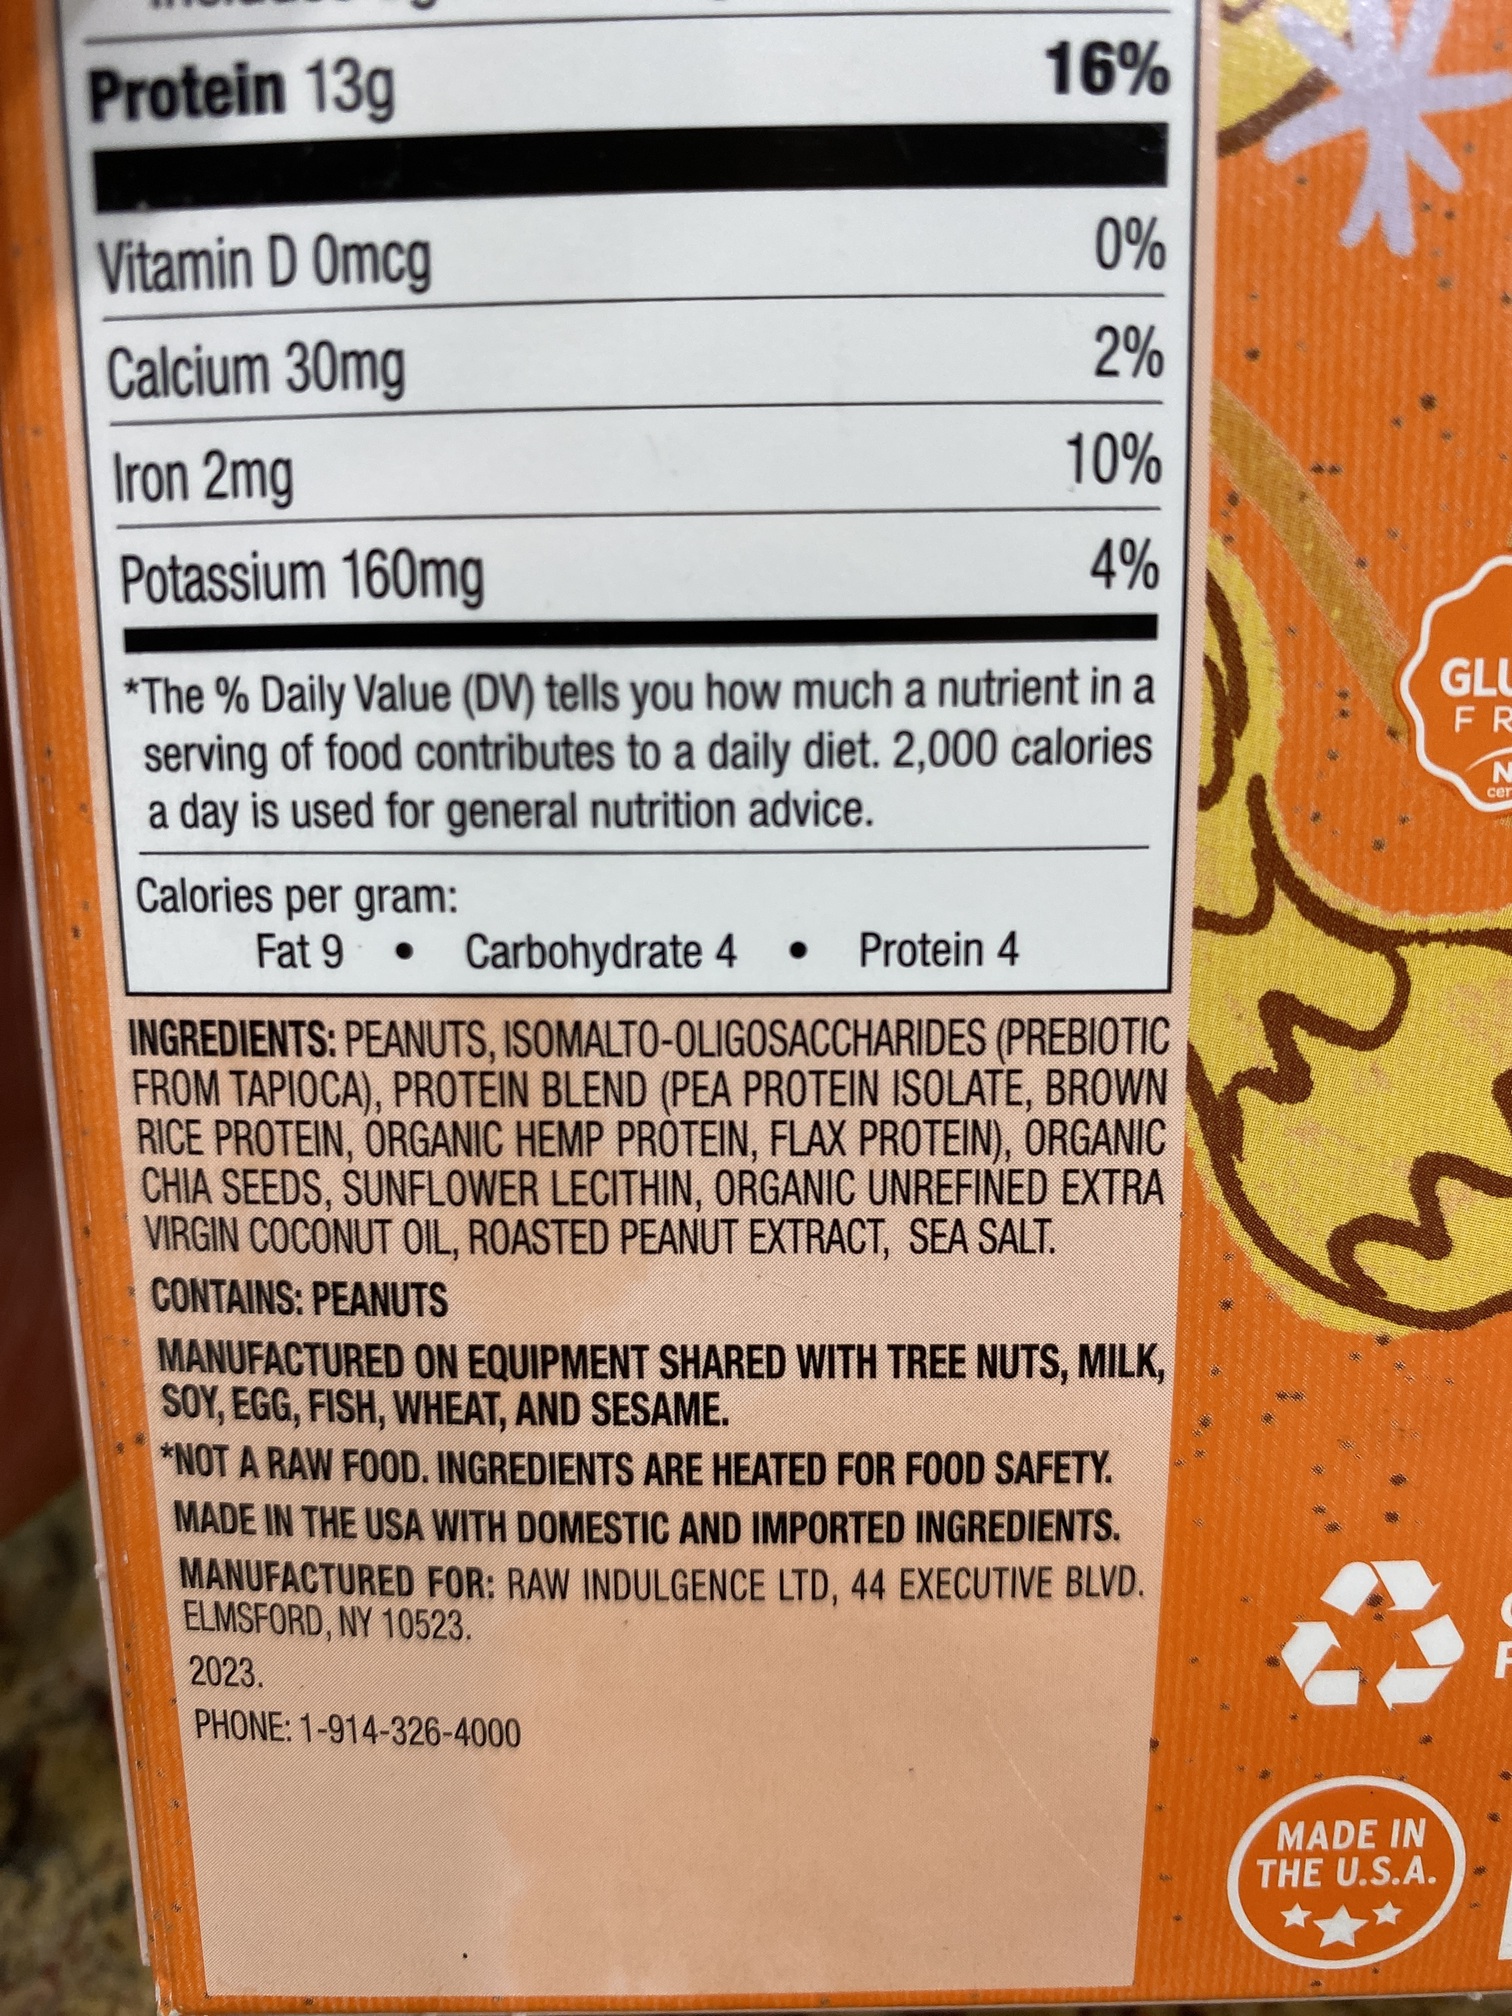 Protein 13g 16%
Vitamin D 0mcg 0%
Calcium 30mg 2%
Iron 2mg 10%
Potassium 160mg 4%
*The % Daily Value (DV) tells you how much a nutrient in a
serving of food contributes to a daily diet. 2,000 calories
a day is used for general nutrition advice.
Calories per gram:
Fat 9 • Carbohydrate 4 • Protein 4
INGREDIENTS: PEANUTS, ISOMALTO-OLIGOSACCHARIDES (PREBIOTIC
FROM TAPIOCA), PROTEIN BLEND (PEA PROTEIN ISOLATE, BROWN
RICE PROTEIN, ORGANIC HEMP PROTEIN, FLAX PROTEIN), ORGANIC
CHIA SEEDS, SUNFLOWER LECITHIN, ORGANIC UNREFINED EXTRA
VIRGIN COCONUT OIL, ROASTED PEANUT EXTRACT, SEA SALT.
CONTAINS: PEANUTS
MANUFACTURED ON EQUIPMENT SHARED WITH TREE NUTS, MILK,
SOY, EGG, FISH, WHEAT, AND SESAME.
*NOT A RAW FOOD. INGREDIENTS ARE HEATED FOR FOOD SAFETY.
MADE IN THE USA WITH DOMESTIC AND IMPORTED INGREDIENTS.
MANUFACTURED FOR: RAW INDULGENCE LTD, 44 EXECUTIVE BLVD.
ELMSFORD, NY 10523.
2023.
PHONE: 1-914-326-4000
GLU
FR
N
cer
MADE IN
THE U.S.A.